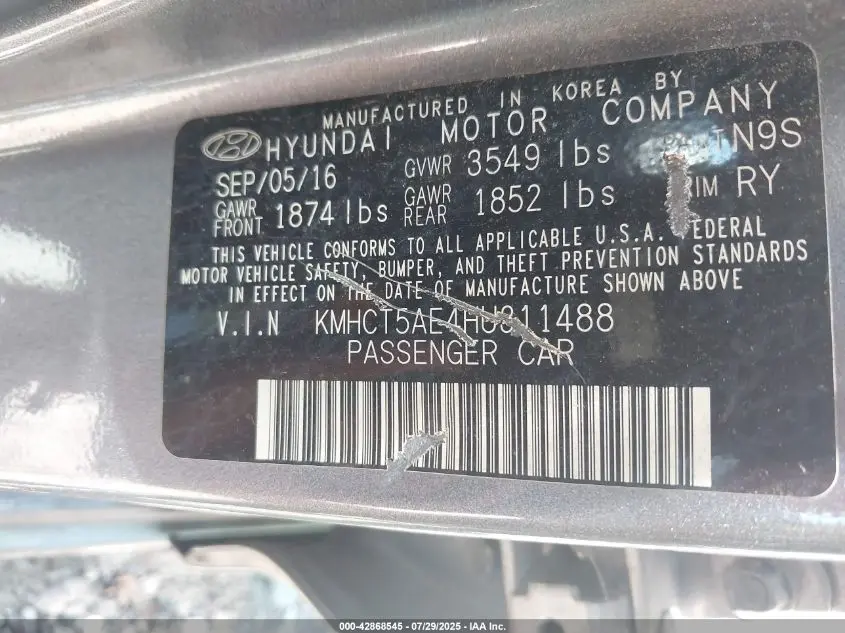 MANUFACTURED IN KOREA BY
HYUNDAI MOTOR COMPANY
SEP/05/16 GVWR 3549 lbs N9S
GAWR FRONT 1874 lbs GAWR REAR 1852 lbs RY
THIS VEHICLE CONFORMS TO ALL APPLICABLE U.S.A. FEDERAL
MOTOR VEHICLE SAFETY, BUMPER, AND THEFT PREVENTION STANDARDS
IN EFFECT ON THE DATE OF MANUFACTURE SHOWN ABOVE
V.I.N KMHCT5AE4HU311488
PASSENGER CAR
000-42868545 - 07/29/2025 - IAA Inc.